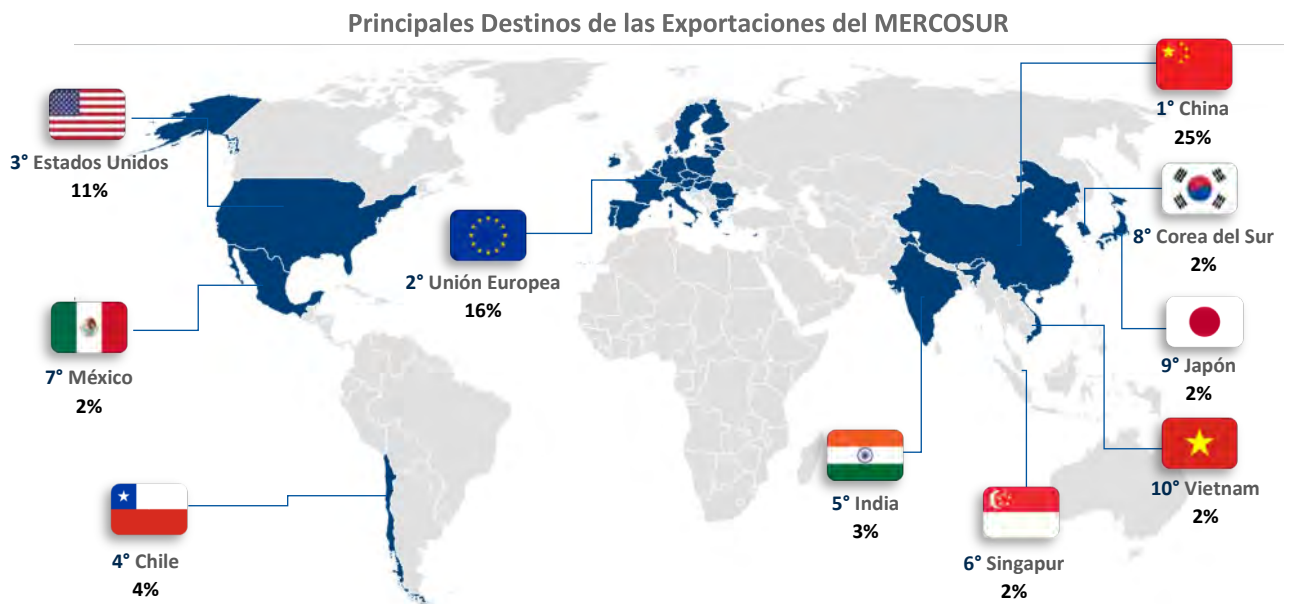 Principales Destinos de las Exportaciones del MERCOSUR
1° China
25%
3° Estados Unidos
11%
8° Corea del Sur
2%
2° Unión Europea
16%
7° México
2%
9° Japón
2%
5° India
3%
10° Vietnam
2%
4° Chile
4%
6° Singapur
2%